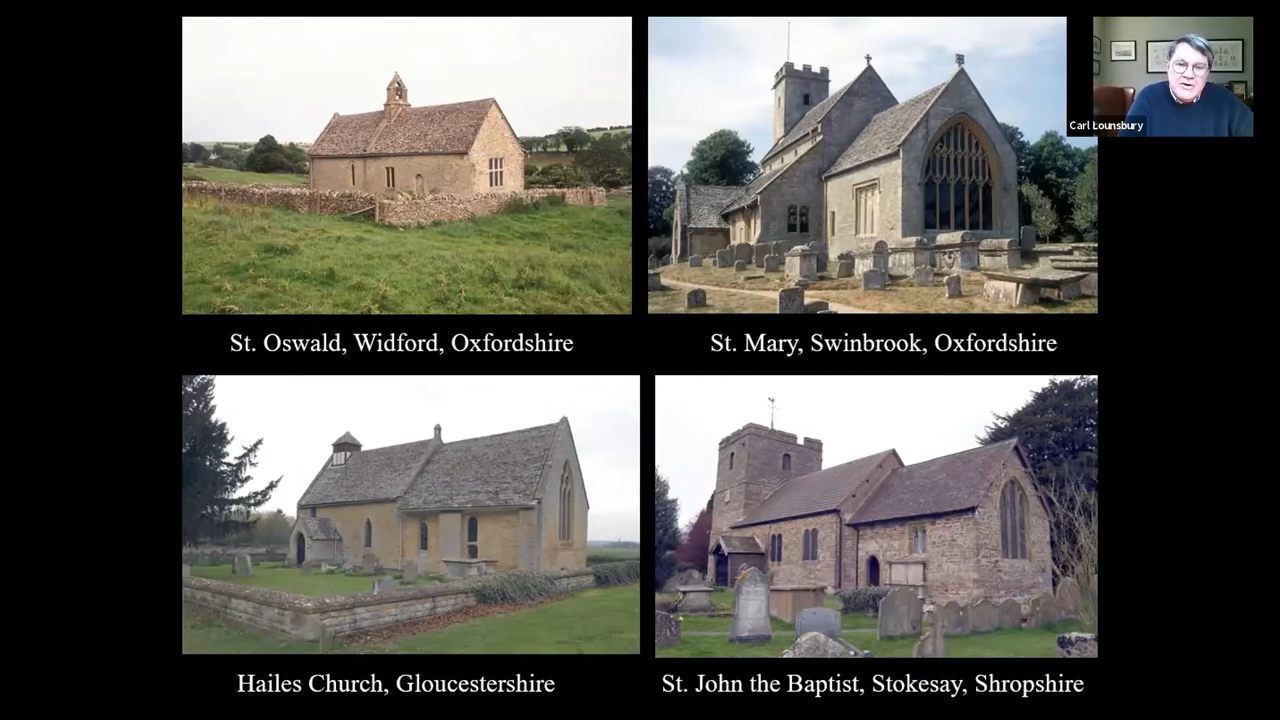 Carl Lounsbury
St. Oswald, Widford, Oxfordshire
St. Mary, Swinbrook, Oxfordshire
Hailes Church, Gloucestershire
St. John the Baptist, Stokesay, Shropshire